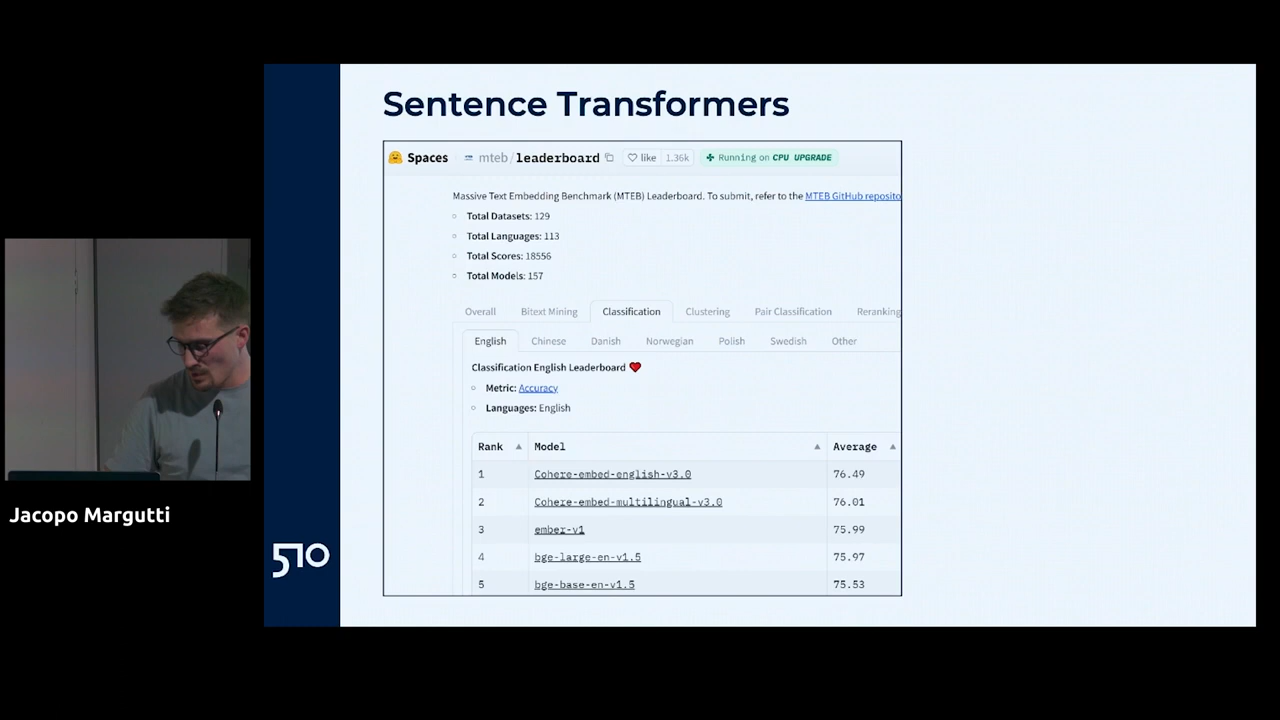 Sentence Transformers
Spaces mteb/leaderboard like 1.36k Running on CPU UPGRADE
Massive Text Embedding Benchmark (MTEB) Leaderboard. To submit, refer to the MTEB GitHub reposito
Total Datasets: 129
Total Languages: 113
Total Scores: 18556
Total Models: 157
Overall Bitext Mining Classification Clustering Pair Classification Reranking
English Chinese Danish Norwegian Polish Swedish Other
Classification English Leaderboard
Metric: Accuracy
Languages: English
Rank Model Average
1 Cohere-embed-english-v3.0 76.49
2 Cohere-embed-multilingual-v3.0 76.01
3 ember-v1 75.99
4 bge-large-en-v1.5 75.97
5 bge-base-en-v1.5 75.53
Jacopo Margutti
510